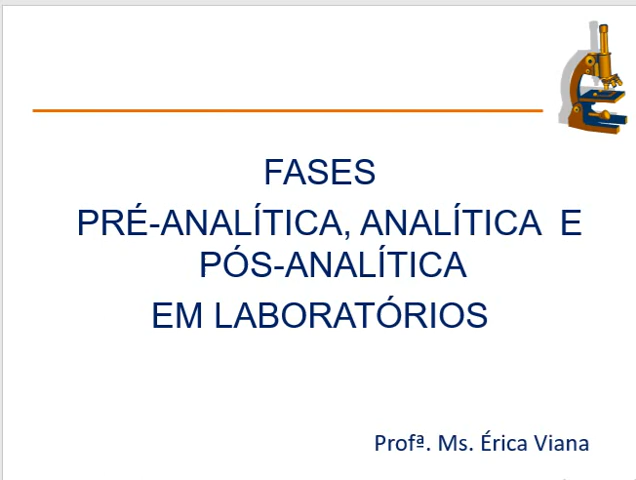 FASES
PRÉ-ANALÍTICA, ANALÍTICA E
PÓS-ANALÍTICA
EM LABORATÓRIOS
Profª. Ms. Érica Viana